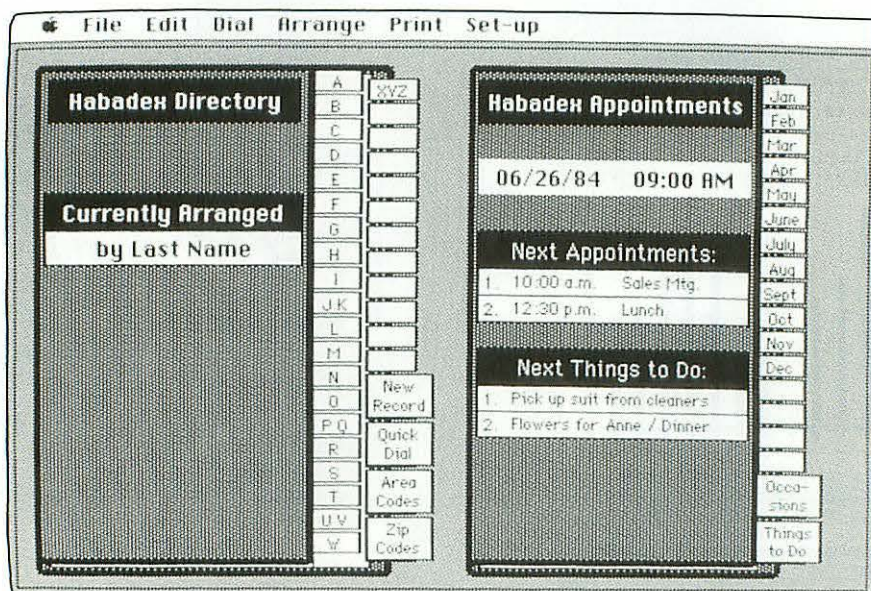 File Edit Dial Arrange Print Set-up
Habadex Directory
Currently Arranged
by Last Name
A
B
C
D
E
F
G
H
I
J K
L
M
N
O
P Q
R
S
T
U V
W
XYZ
New
Record
Quick
Dial
Area
Codes
Zip
Codes
Habadex Appointments
06/26/84 09:00 AM
Next Appointments:
1. 10:00 a.m. Sales Mtg.
2. 12:30 p.m. Lunch
Next Things to Do:
1. Pick up suit from cleaners
2. Flowers for Anne / Dinner
Jan
Feb
Mar
Apr
May
June
July
Aug
Sept
Oct
Nov
Dec
Occa-
sions
Things
to Do